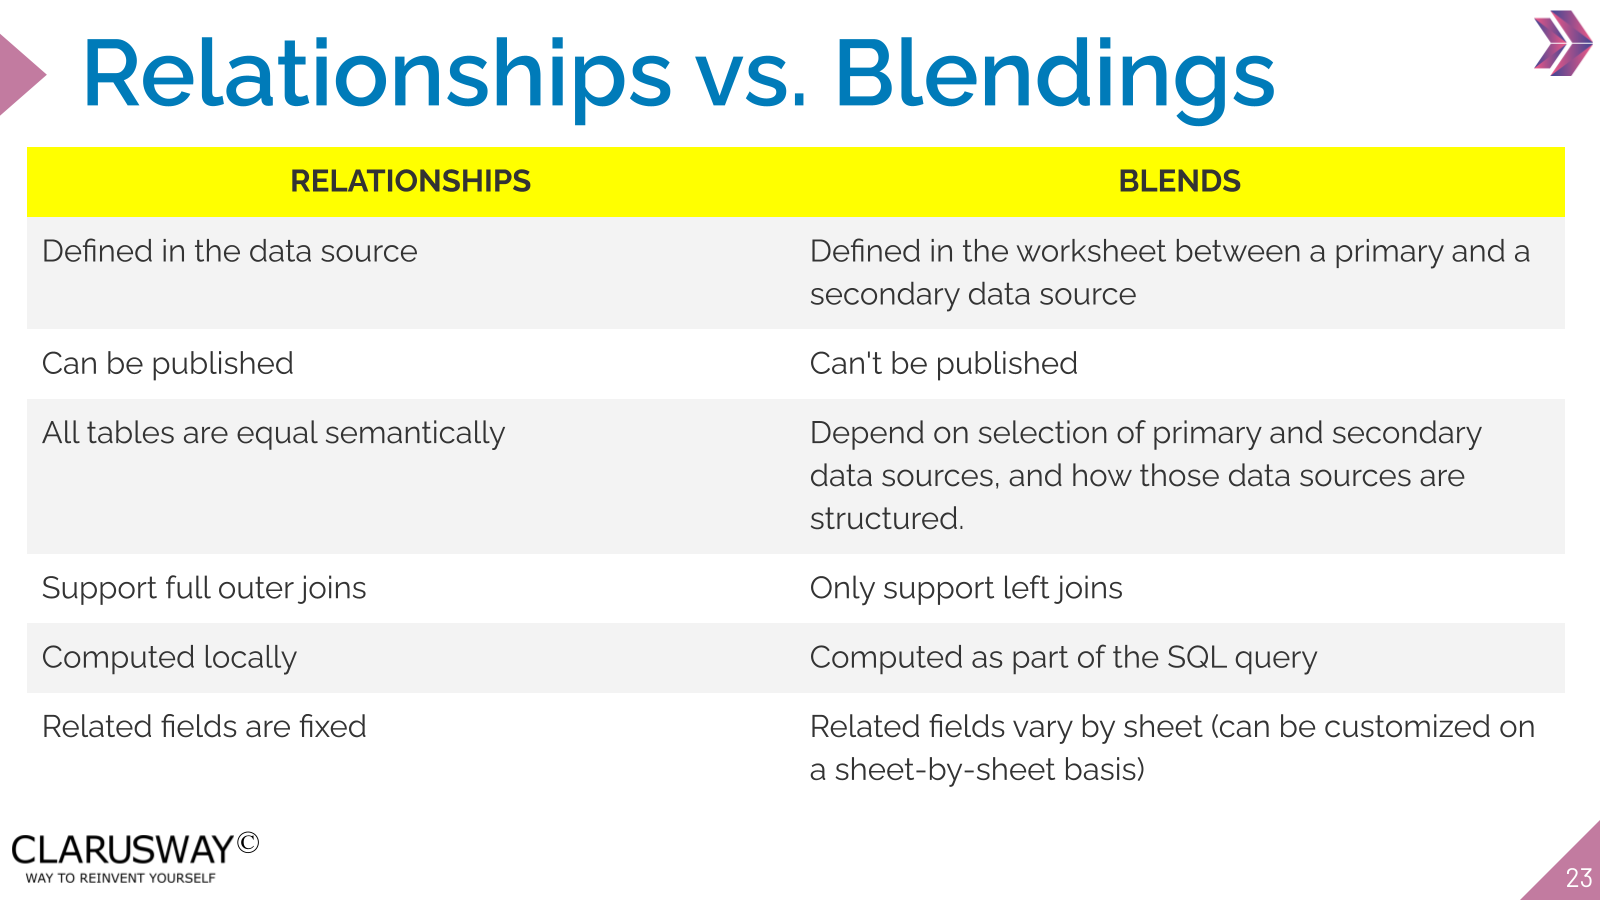 Relationships vs. Blendings
RELATIONSHIPS
BLENDS
Defined in the data source
Defined in the worksheet between a primary and a
secondary data source
Can be published
Can't be published
All tables are equal semantically
Depend on selection of primary and secondary
data sources, and how those data sources are
structured.
Support full outer joins
Only support left joins
Computed locally
Computed as part of the SQL query
Related fields are fixed
Related fields vary by sheet (can be customized on
a sheet-by-sheet basis)
CLARUSWAY©
WAY TO REINVENT YOURSELF
23